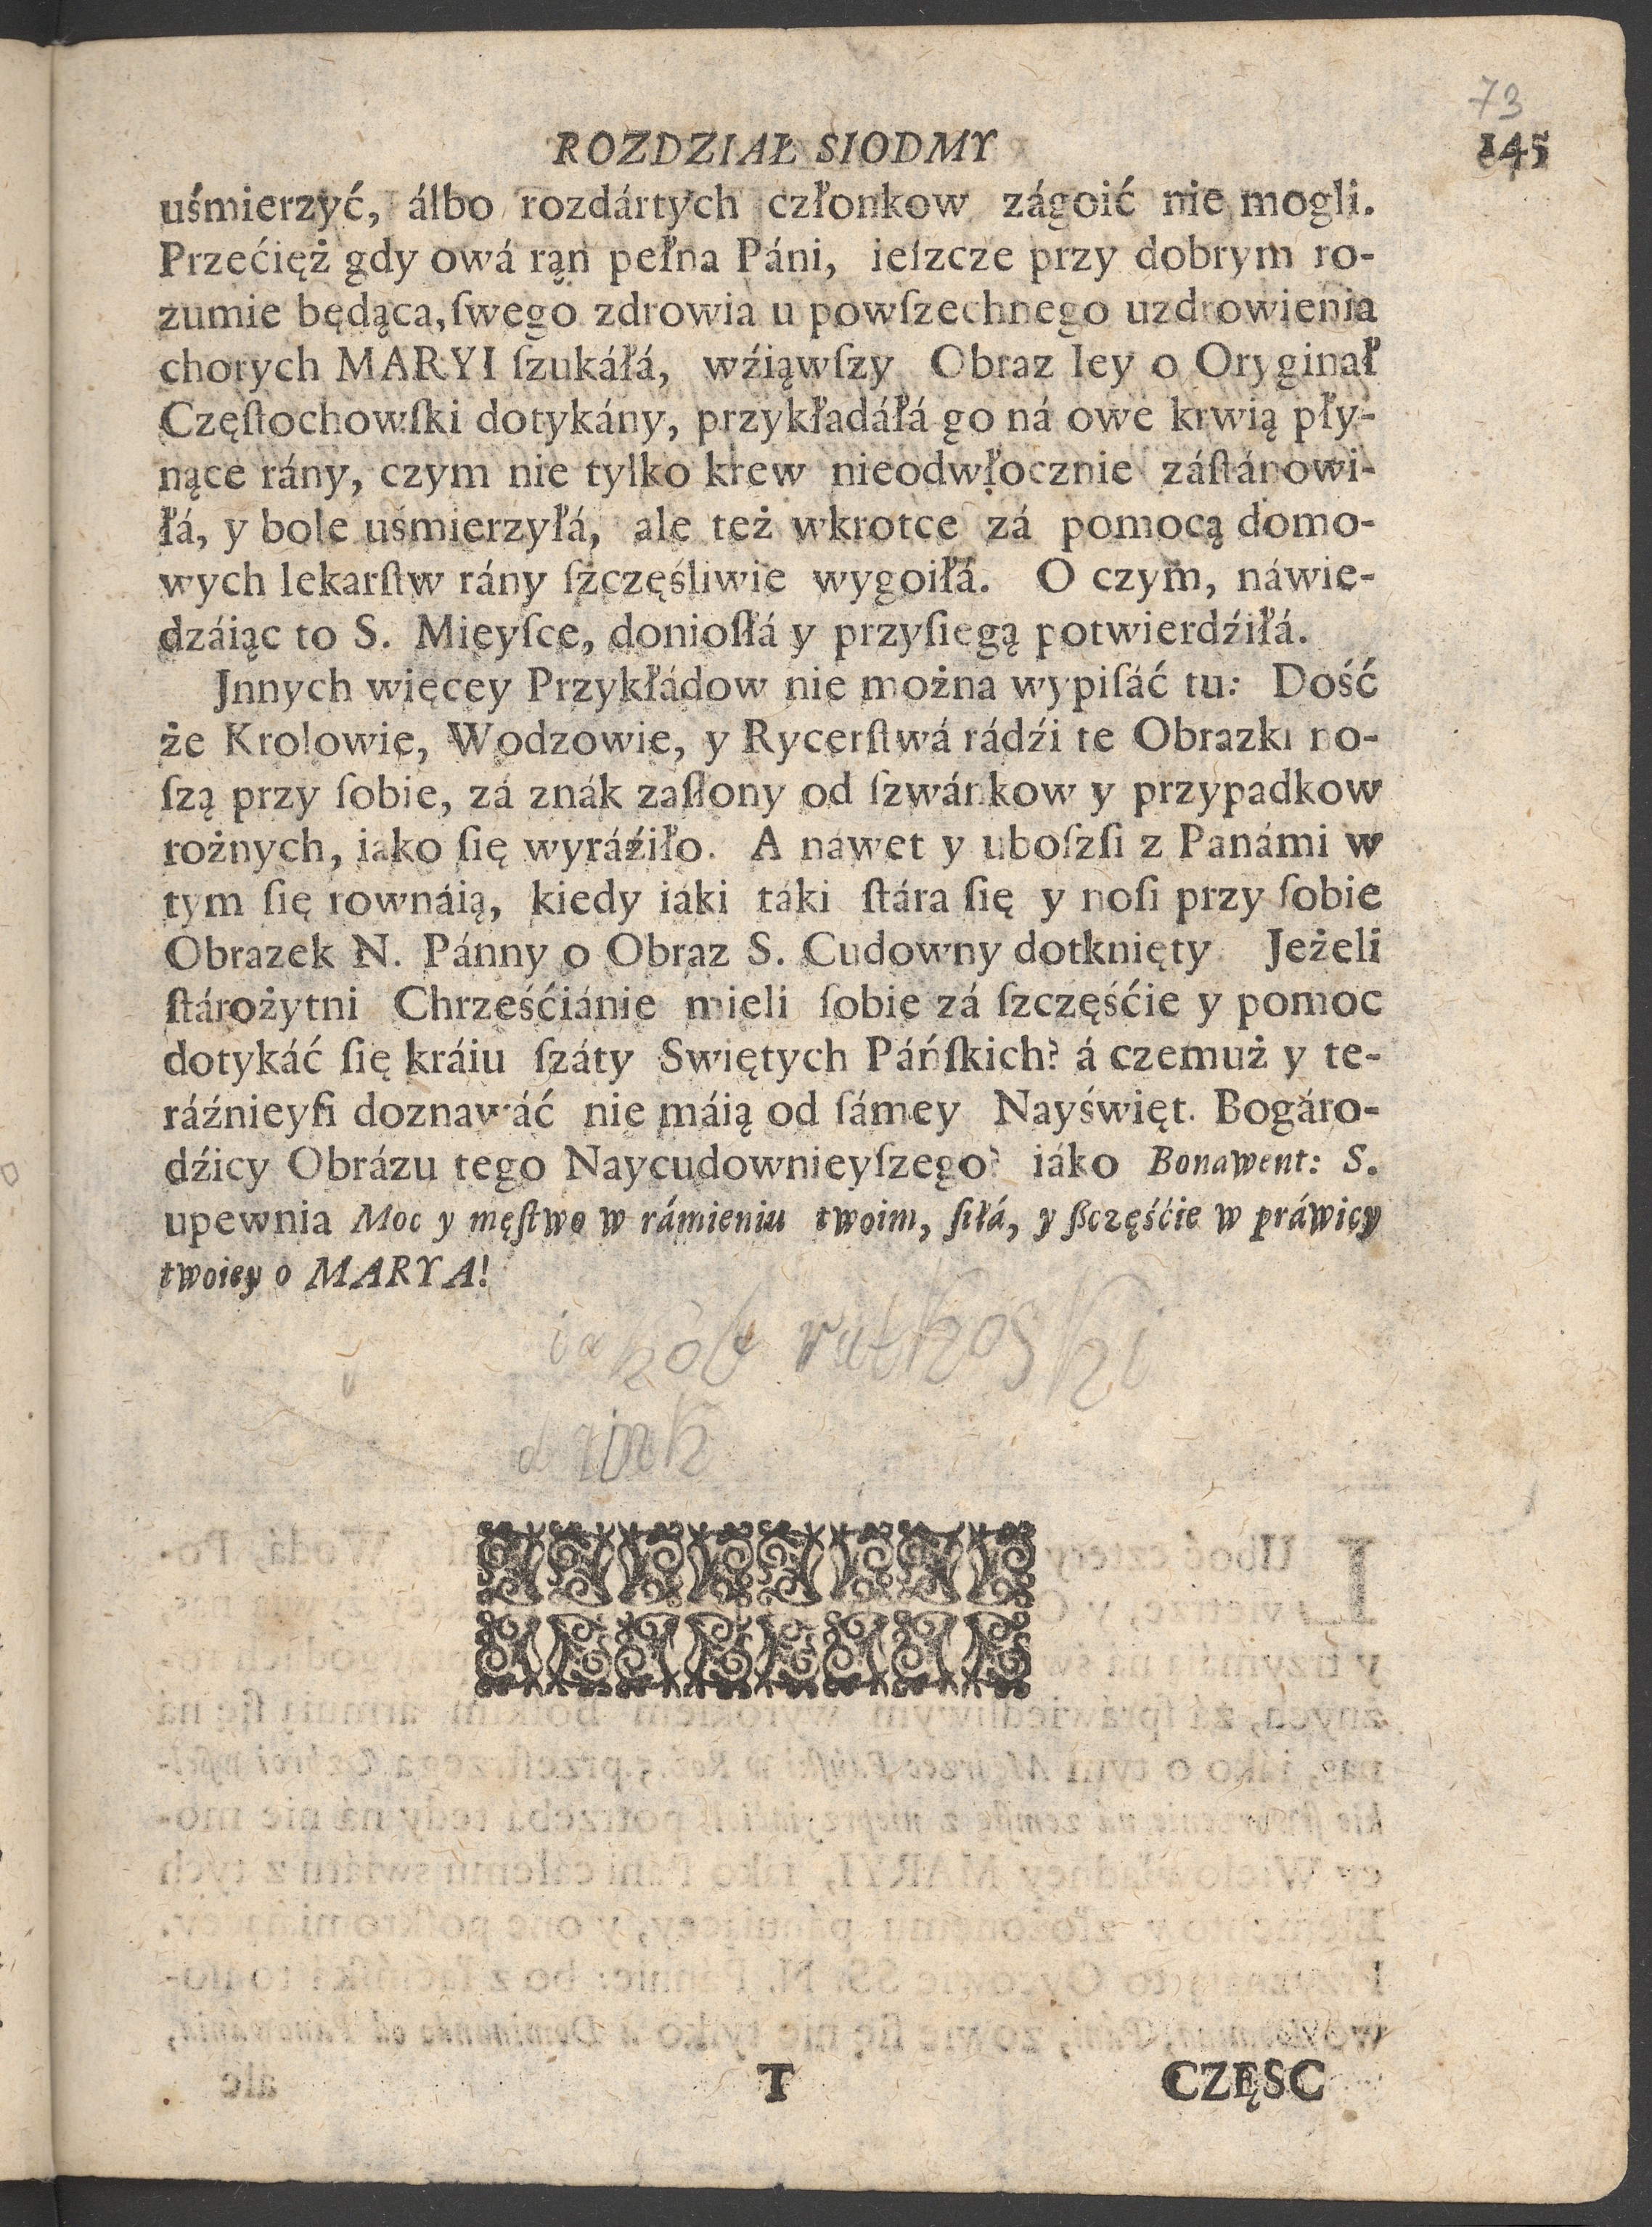 73
ROZDZIAŁ SIODMY 145
uśmierzyć, álbo rozdártych członkow zágoić nie mogli.
Przećięż gdy owá rąn pełna Páni, ieſzcze przy dobrym ro-
zumie będąca, ſwego zdrowia u powſzechnego uzdrowienia
chorych MARYI ſzukáłá, wźiąwſzy Obraz Iey o Oryginał
Częſtochowſki dotykány, przykłádáłá go ná owe krwią pły-
nące rány, czym nie tylko krew nieodwłocznie záſtánowi-
łá, y bole uśmierzyłá, ale też wkrotce zá pomocą domo-
wych lekarſtw rány ſzczęśliwie wygoiłá. O czym, náwie-
dzáiąc to S. Mieyſce, donioſłá y przyſiegą potwierdźiłá.
Jnnych więcey Przykłádow nie można wypiſáć tu: Dość
że Krolowie, Wodzowie, y Rycerſtwá rádźi te Obrazki no-
ſzą przy ſobie, zá znák zaſłony od ſzwánkow y przypadkow
rożnych, iako ſię wyráźiło. A nawet y uboſzſi z Panámi w
tym ſię rownáią, kiedy iáki táki ſtára ſię y noſi przy ſobie
Obrazek N. Pánny o Obraz S. Cudowny dotknięty. Jeżeli
ſtárożytni Chrześćiánie mieli ſobie zá ſzczęśćie y pomoc
dotykáć ſię kráiu ſzáty Swiętych Páńſkich? á czemuż y te-
ráźnieyſi doznawáć nie máią od ſámey Nayświęt. Bogáro-
dźicy Obrázu tego Naycudownieyſzego? iáko Bonawent: S.
upewnia Moc y męſtwo w rámieniu twoim, ſiłá, y ßczęśćie w práwicy
twoiey o MARYA!
T CZĘSC